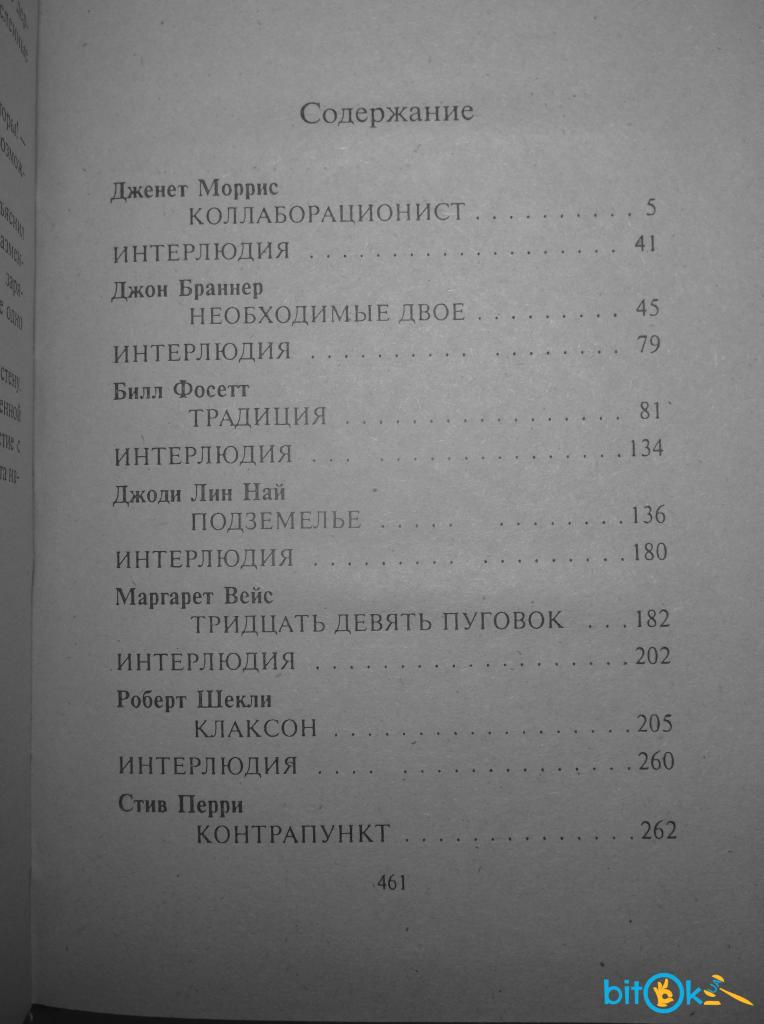 Содержание
Дженет Моррис
КОЛЛАБОРАЦИОНИСТ . . . . . . . . . . 5
ИНТЕРЛЮДИЯ . . . . . . . . . . . . . . . . . . 41
Джон Браннер
НЕОБХОДИМЫЕ ДВОЕ . . . . . . . . . 45
ИНТЕРЛЮДИЯ . . . . . . . . . . . . . . . . . 79
Билл Фосетт
ТРАДИЦИЯ . . . . . . . . . . . . . . . . 81
ИНТЕРЛЮДИЯ . . . . . . . . . . . . . . . . . 134
Джоди Лин Най
ПОДЗЕМЕЛЬЕ . . . . . . . . . . . . . 136
ИНТЕРЛЮДИЯ . . . . . . . . . . . . . . . . . 180
Маргарет Вейс
ТРИДЦАТЬ ДЕВЯТЬ ПУГОВОК . . . 182
ИНТЕРЛЮДИЯ . . . . . . . . . . . . . . . . . . 202
Роберт Шекли
КЛАКСОН . . . . . . . . . . . . . . . . . 205
ИНТЕРЛЮДИЯ . . . . . . . . . . . . . . . . . 260
Стив Перри
КОНТРАПУНКТ . . . . . . . . . . . . . 262
461
bitOk UA